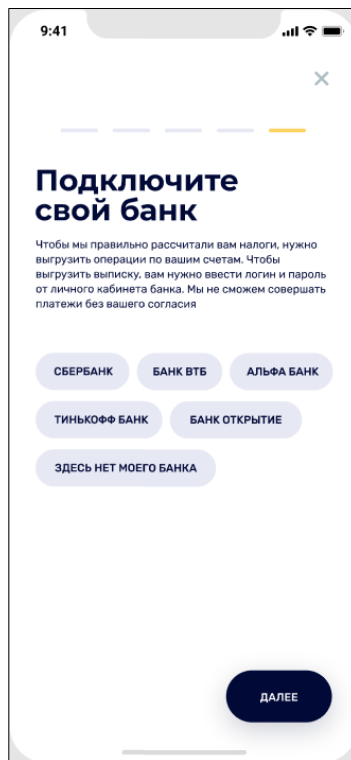 9:41
Подключите
свой банк
Чтобы мы правильно рассчитали вам налоги, нужно
выгрузить операции по вашим счетам. Чтобы
выгрузить выписку, вам нужно ввести логин и пароль
от личного кабинета банка. Мы не сможем совершать
платежи без вашего согласия
СБЕРБАНК БАНК ВТБ АЛЬФА БАНК
ТИНЬКОФФ БАНК БАНК ОТКРЫТИЕ
ЗДЕСЬ НЕТ МОЕГО БАНКА
ДАЛЕЕ